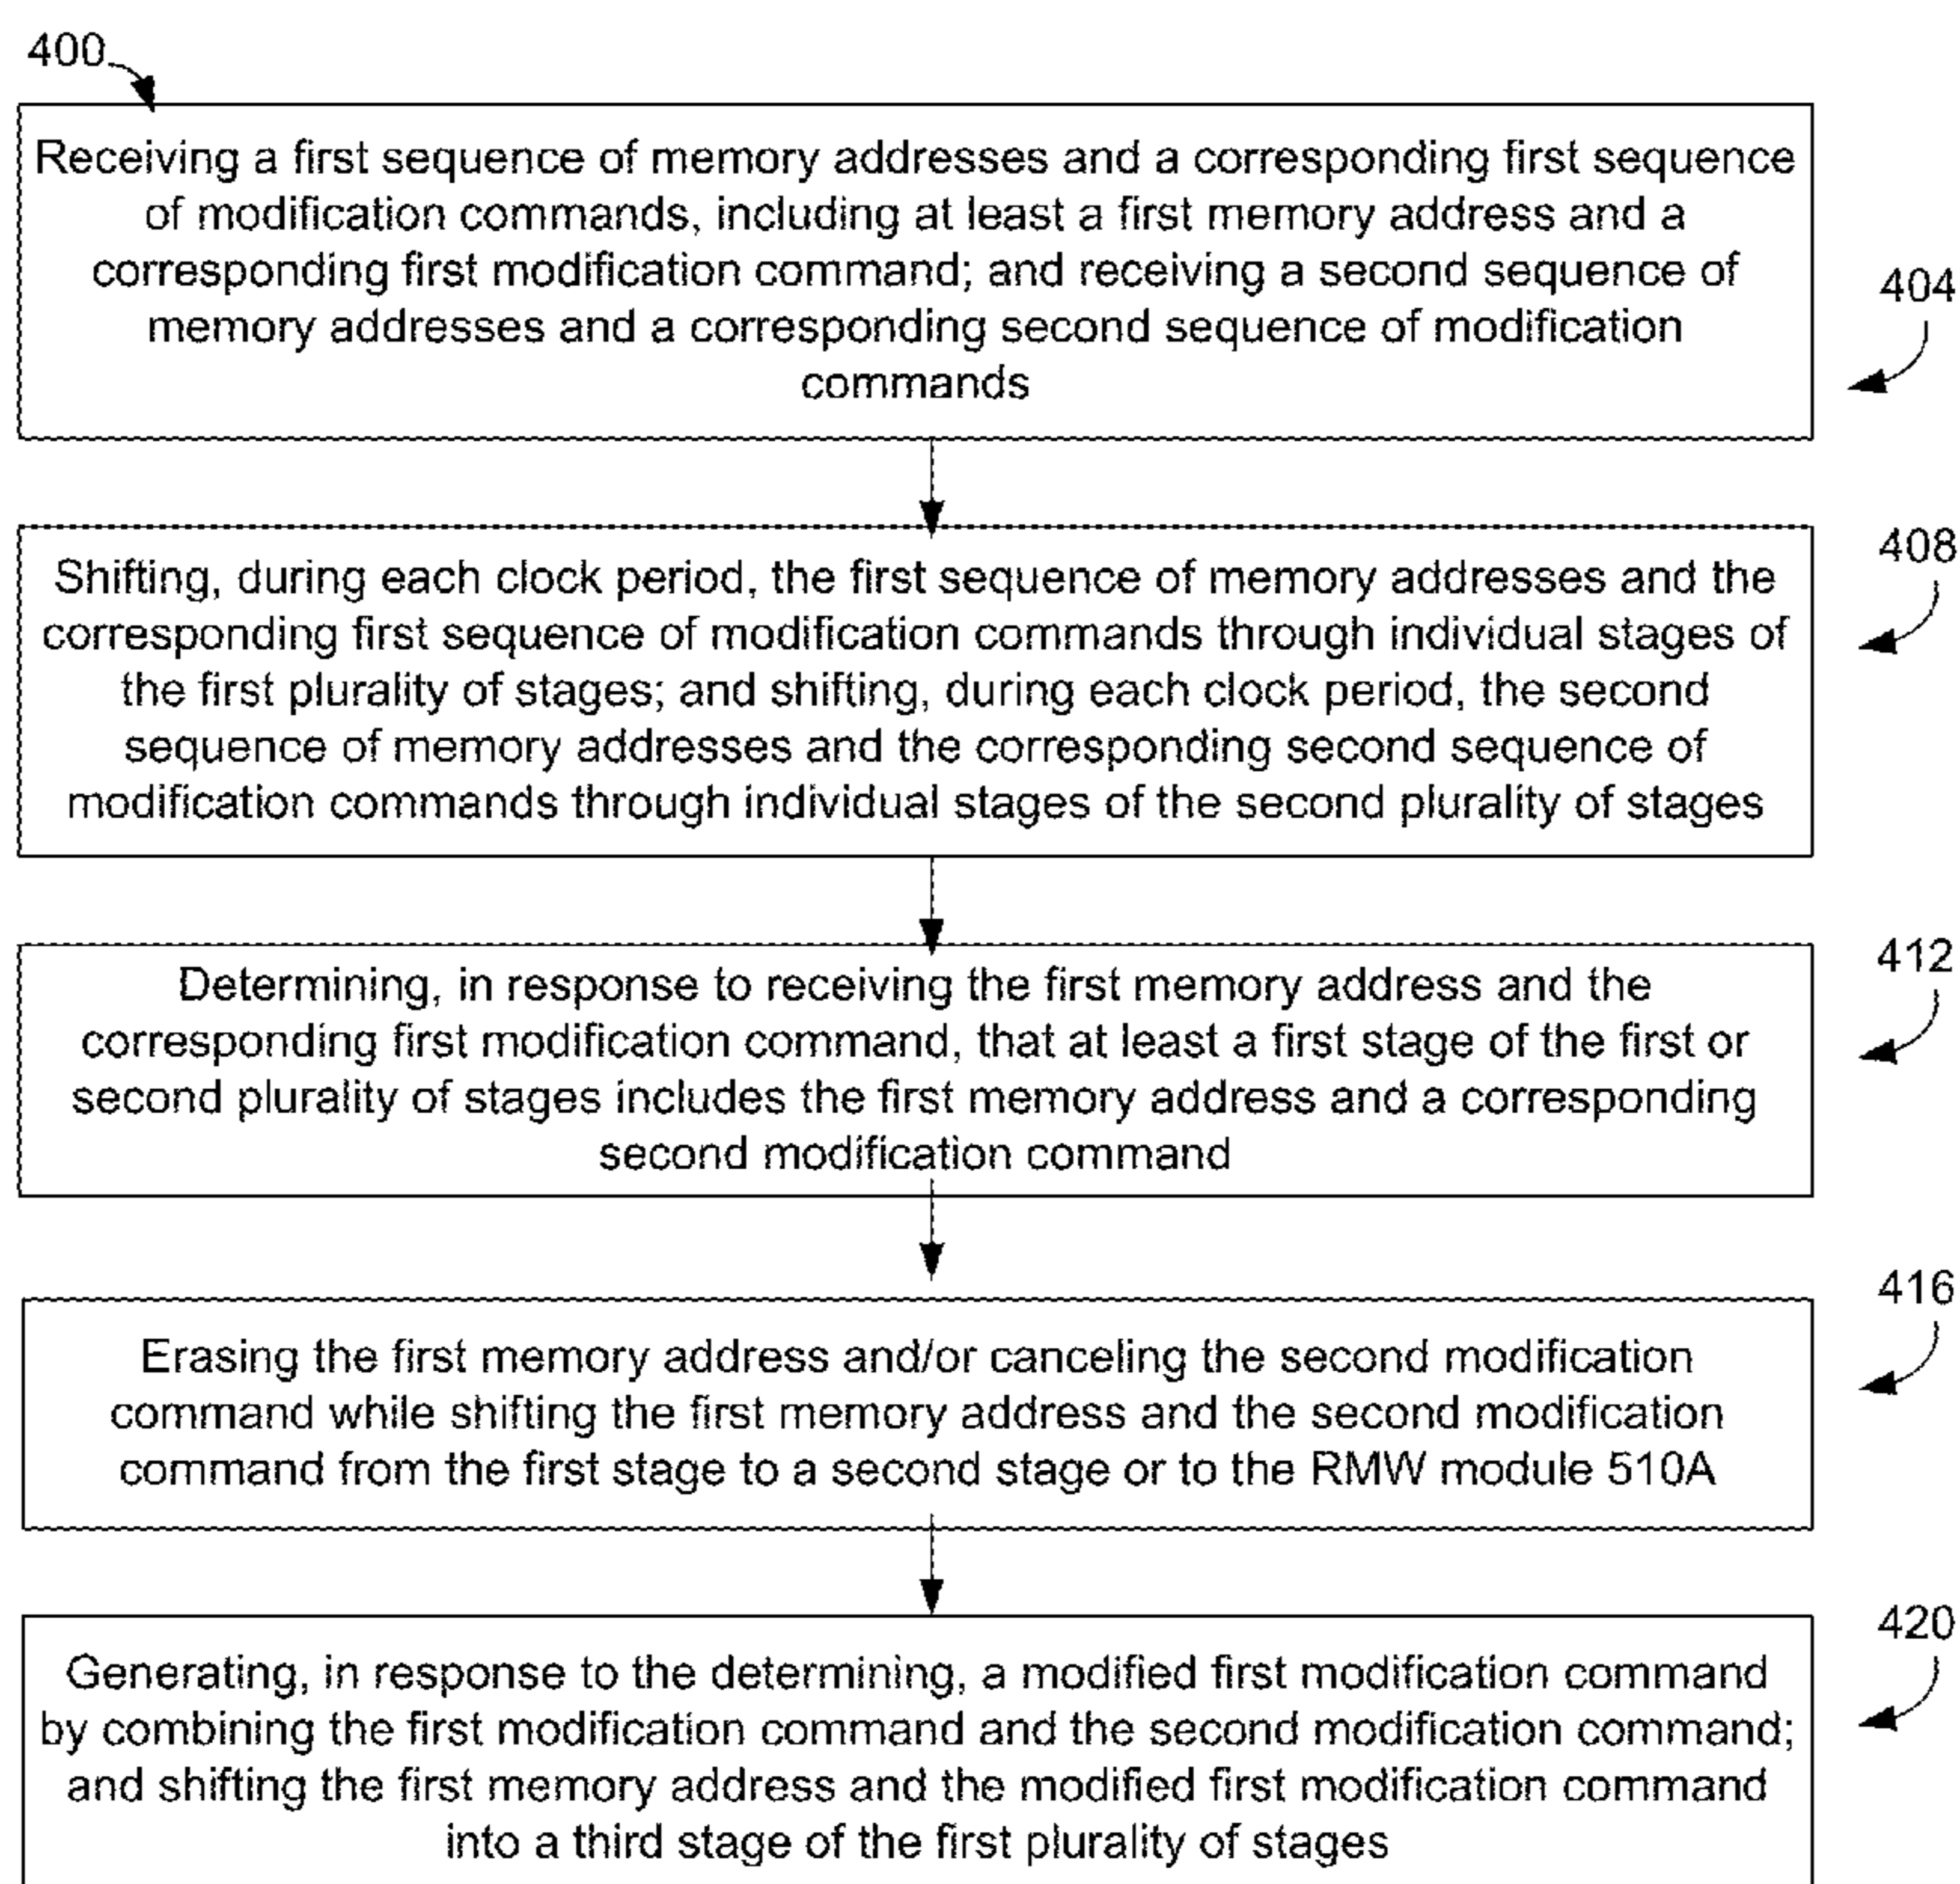 400
Receiving a first sequence of memory addresses and a corresponding first sequence
of modification commands, including at least a first memory address and a
corresponding first modification command; and receiving a second sequence of
memory addresses and a corresponding second sequence of modification
commands
404
Shifting, during each clock period, the first sequence of memory addresses and the
corresponding first sequence of modification commands through individual stages of
the first plurality of stages; and shifting, during each clock period, the second
sequence of memory addresses and the corresponding second sequence of
modification commands through individual stages of the second plurality of stages
408
Determining, in response to receiving the first memory address and the
corresponding first modification command, that at least a first stage of the first or
second plurality of stages includes the first memory address and a corresponding
second modification command
412
Erasing the first memory address and/or canceling the second modification
command while shifting the first memory address and the second modification
command from the first stage to a second stage or to the RMW module 510A
416
Generating, in response to the determining, a modified first modification command
by combining the first modification command and the second modification command;
and shifting the first memory address and the modified first modification command
into a third stage of the first plurality of stages
420